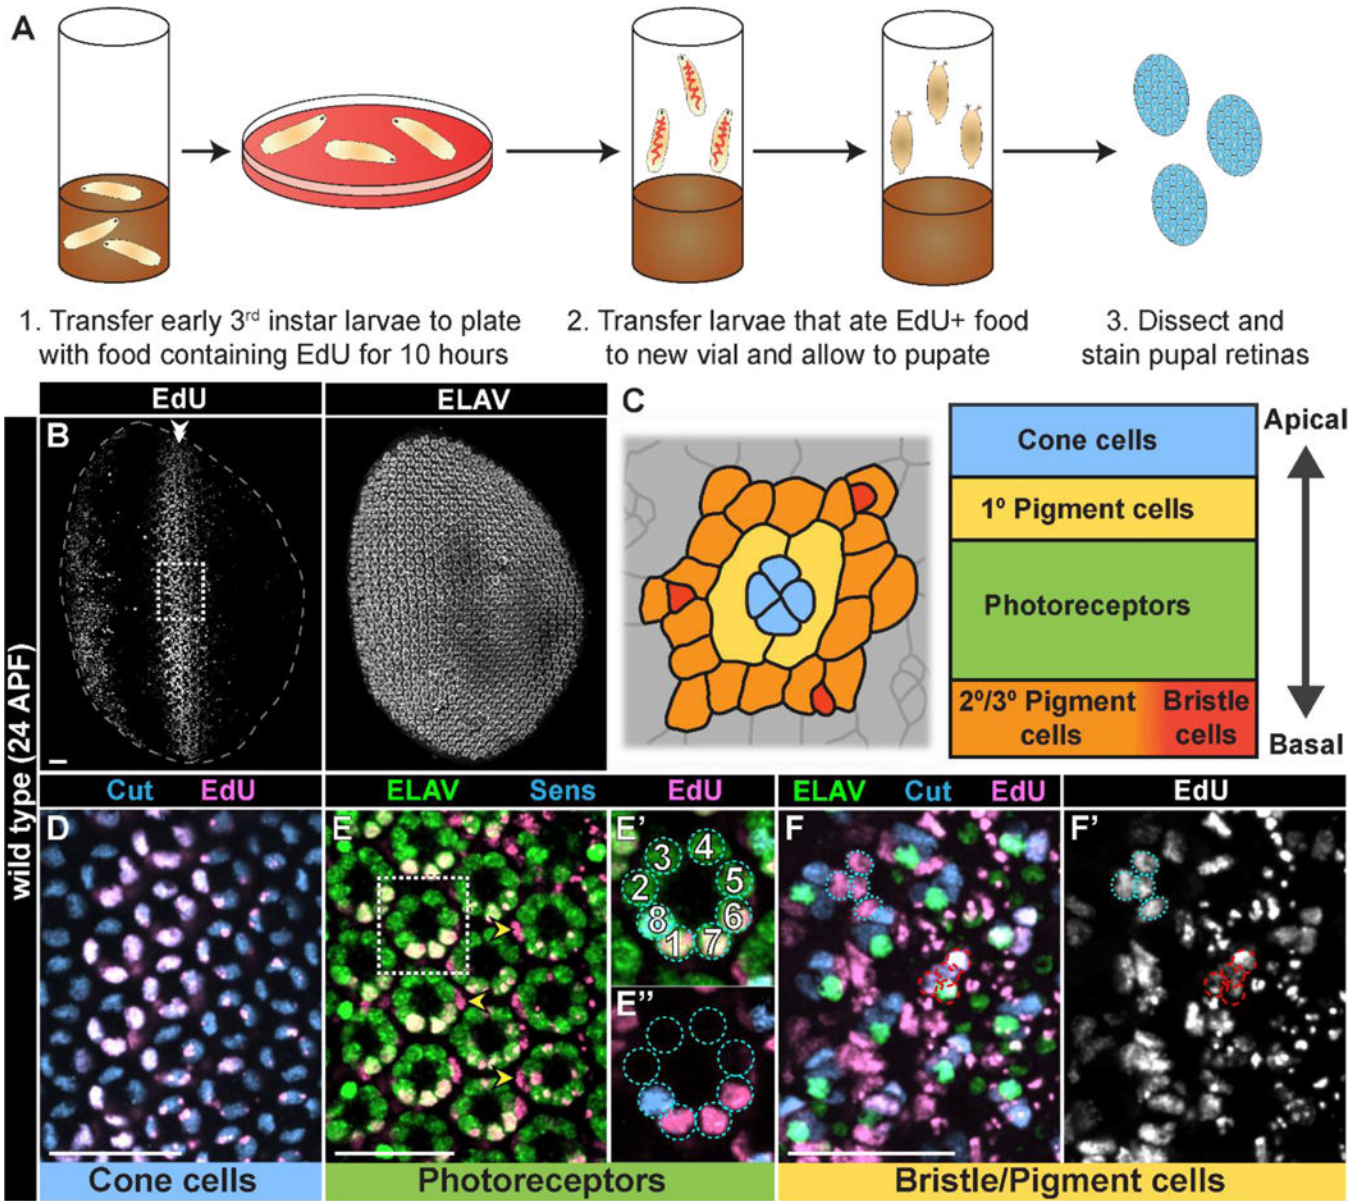 A
1. Transfer early 3rd instar larvae to plate
with food containing EdU for 10 hours
2. Transfer larvae that ate EdU+ food
to new vial and allow to pupate
3. Dissect and
stain pupal retinas
wild type (24 APF)
EdU
ELAV
B
C
Cone cells
1º Pigment cells
Photoreceptors
2º/3º Pigment
cells
Bristle
cells
Apical
Basal
Cut EdU
D
Cone cells
ELAV Sens EdU
E
E'
3 4
2 5
8 6
1 7
E"
Photoreceptors
ELAV Cut EdU
F
EdU
F'
Bristle/Pigment cells